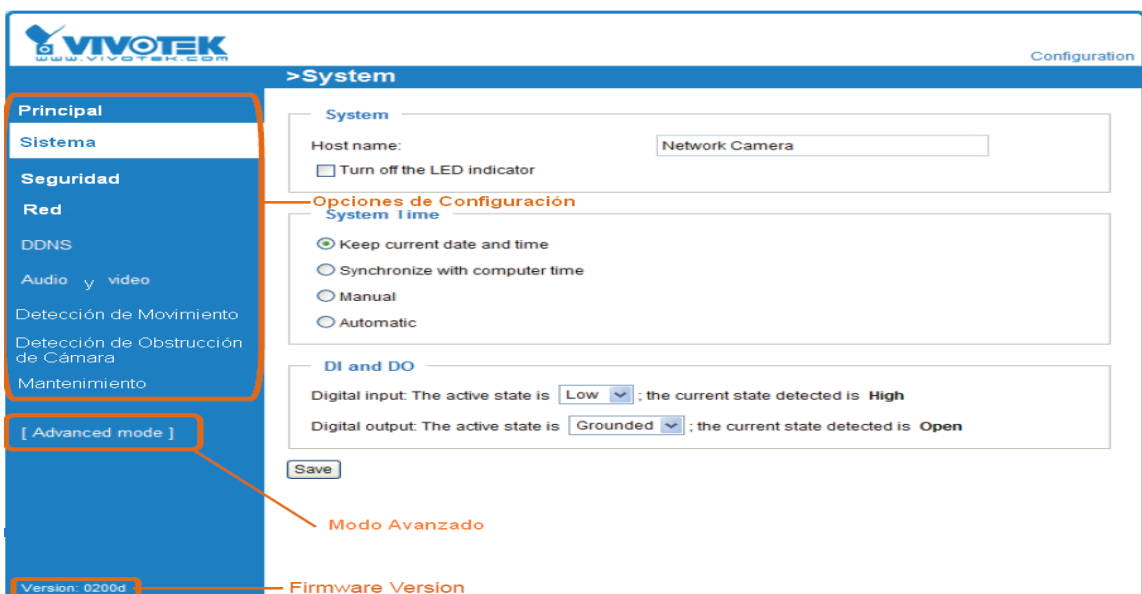 VIVOTEK
www.vivotek.com
Configuration
>System
Principal
Sistema
Seguridad
Red
DDNS
Audio y video
Detección de Movimiento
Detección de Obstrucción
de Cámara
Mantenimiento
[ Advanced mode ]
Version: 0200d
System
Host name: Network Camera
Turn off the LED indicator
Opciones de Configuración
System Time
Keep current date and time
Synchronize with computer time
Manual
Automatic
DI and DO
Digital input: The active state is Low ; the current state detected is High
Digital output: The active state is Grounded ; the current state detected is Open
Save
Modo Avanzado
Firmware Version